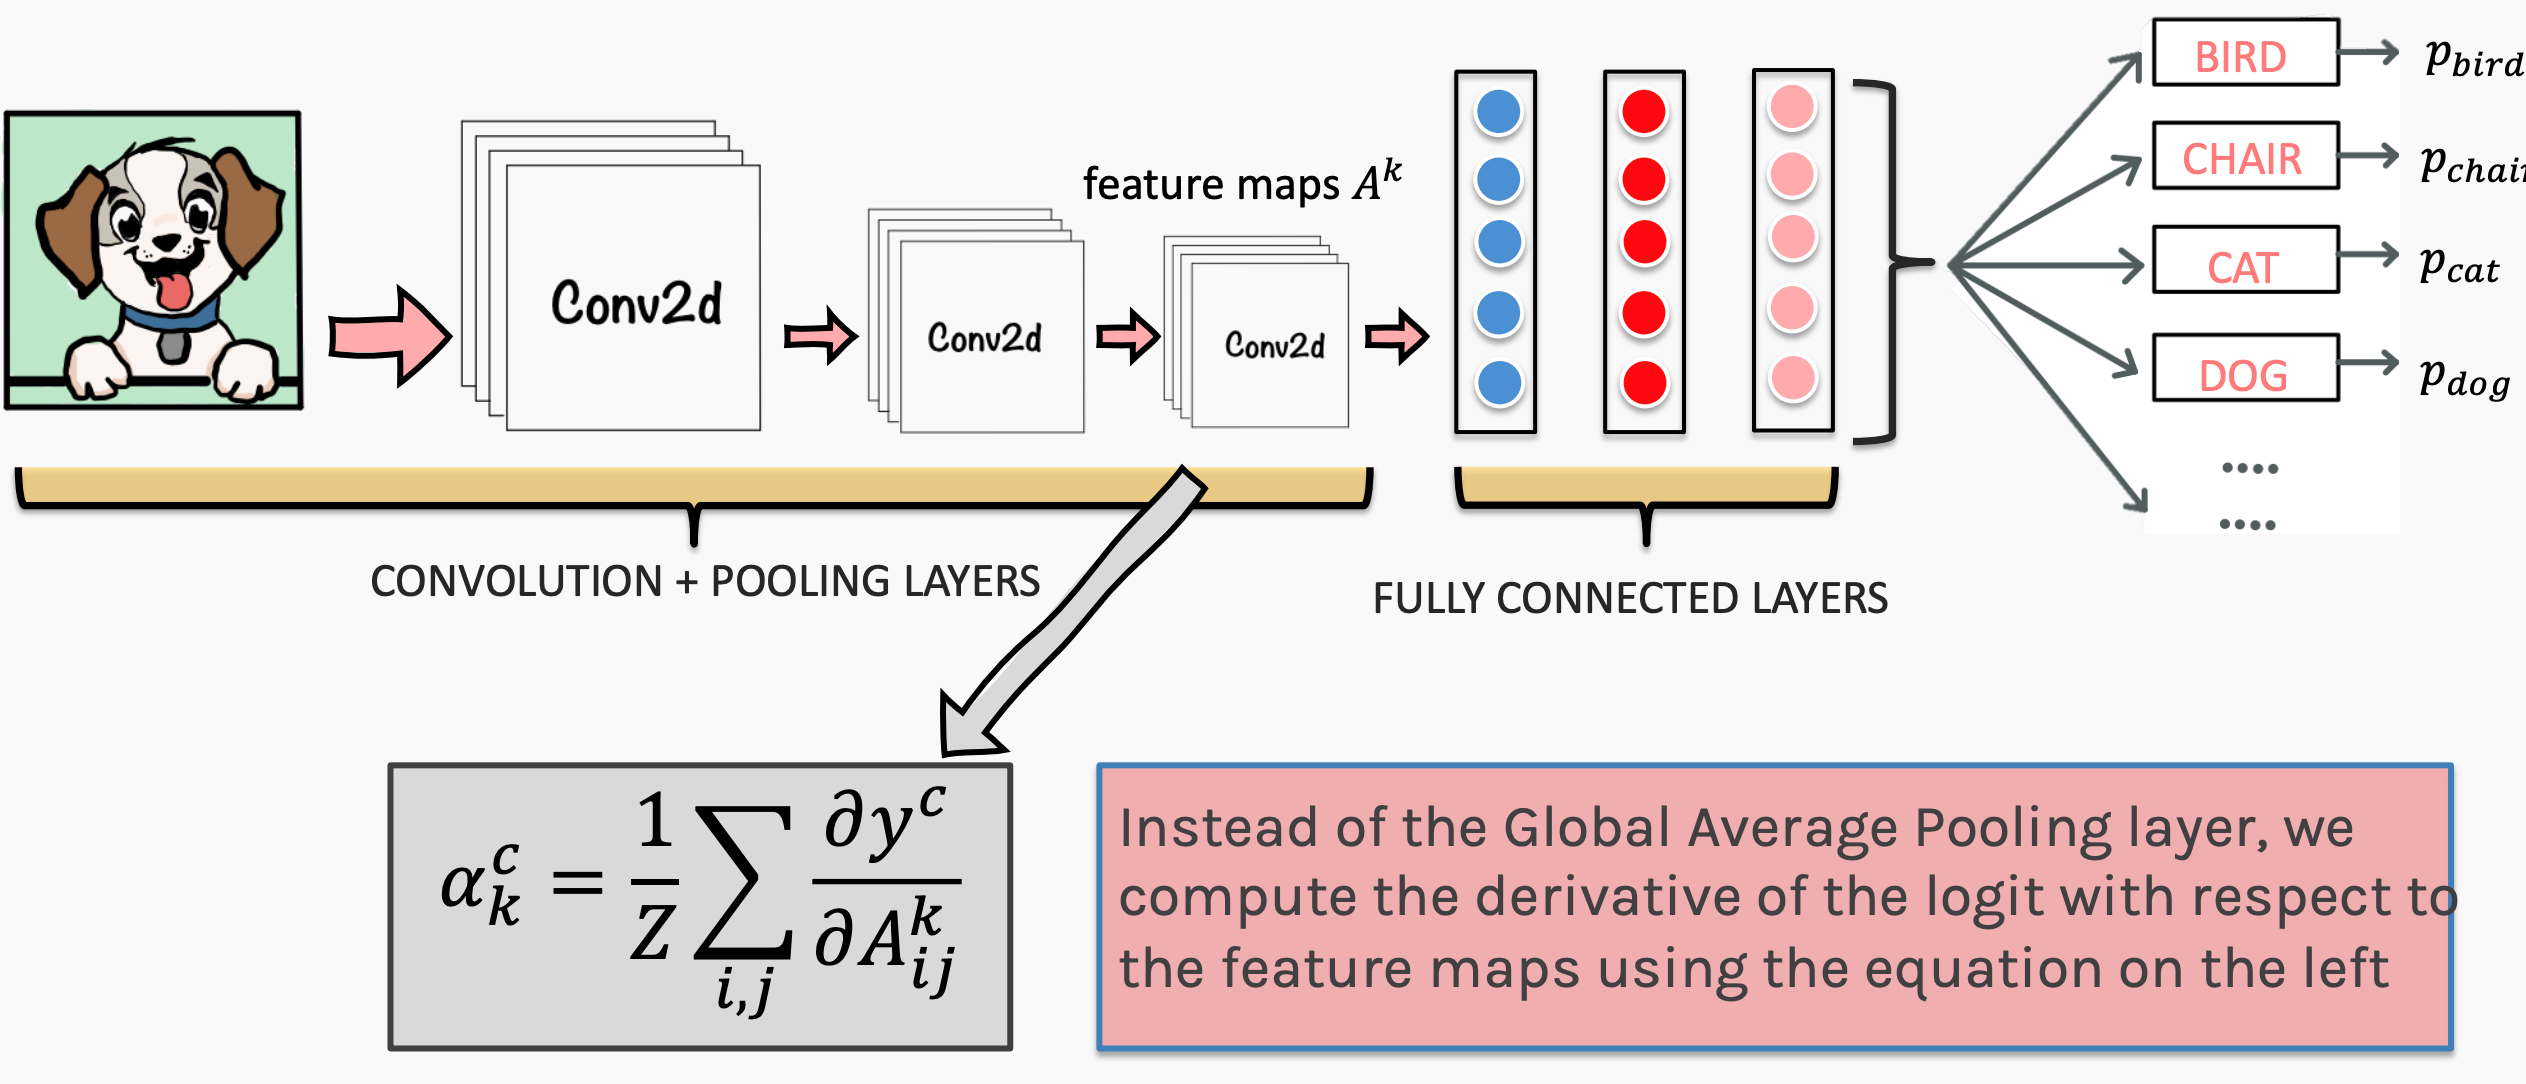 BIRD
p_bird
CHAIR
p_chair
feature maps A^k
CAT
p_cat
Conv2d
Conv2d
Conv2d
DOG
p_dog
....
....
CONVOLUTION + POOLING LAYERS
FULLY CONNECTED LAYERS
α_k^c = 1/Z ∑_{i,j} ∂y^c/∂A_{ij}^k
Instead of the Global Average Pooling layer, we
compute the derivative of the logit with respect to
the feature maps using the equation on the left